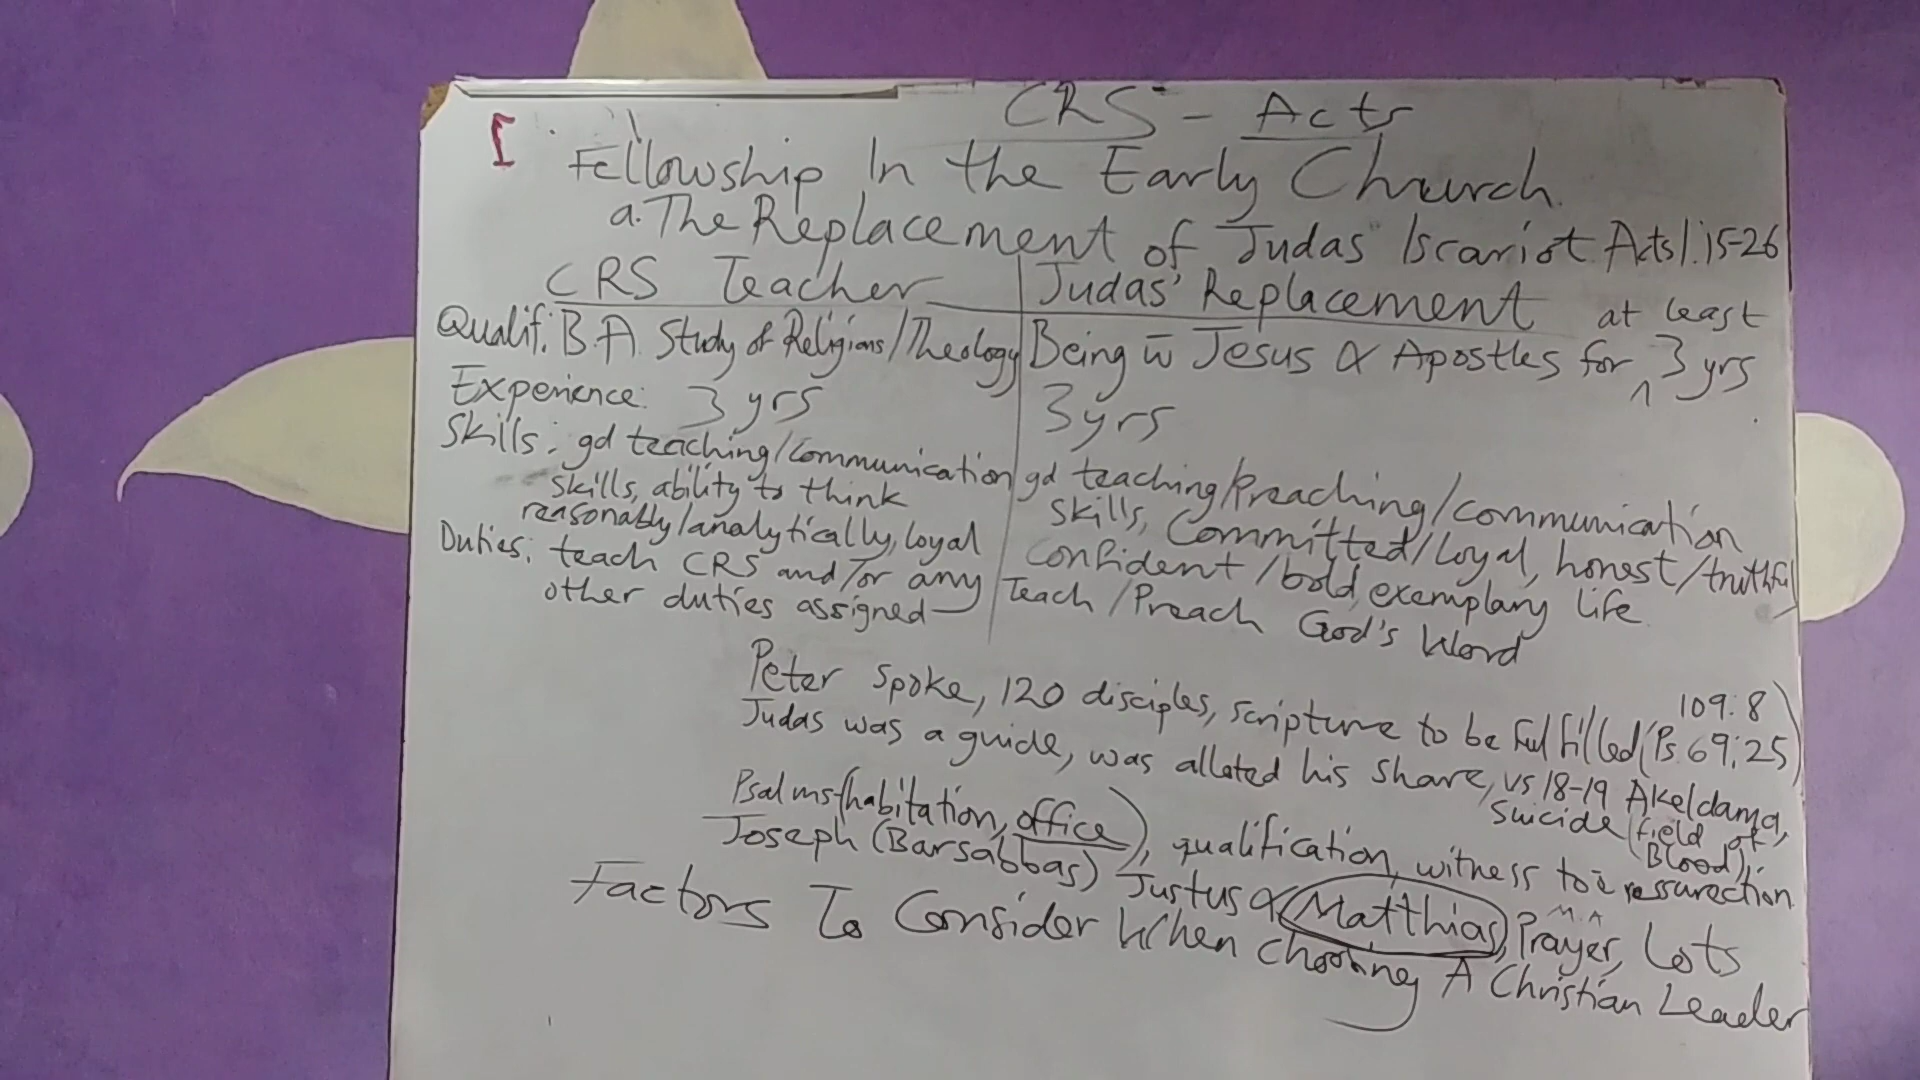 I
CRS - Acts
Fellowship In the Early Church.
a. The Replacement of Judas Iscariot Acts 1:15-26
CRS Teacher
Judas' Replacement
Qualif: B.A. Study of Religions/Theology
Being w̄ Jesus & Apostles for ^ at least 3 yrs
Experience: 3 yrs
3yrs
Skills: gd teaching/communication
skills, ability to think
reasonably/analytically, loyal
gd teaching/Preaching/communication
skills, Committed/loyal, honest/truthful
confident/bold, exemplary life.
Duties: teach CRS and/or any
other duties assigned
Teach/Preach God's Word
Peter spoke, 120 disciples, scripture to be fulfilled (Ps. 69:25)
109:8
Judas was a guide, was alloted his share, vs 18-19 Akeldama,
Suicide (field of
Blood),
Psalms (habitation, office), qualification, witness to ē ressurection
Joseph (Barsabbas) Justus & Matthias, Prayer, Lots
M.A
Factors To Consider When Choosing A Christian Leader